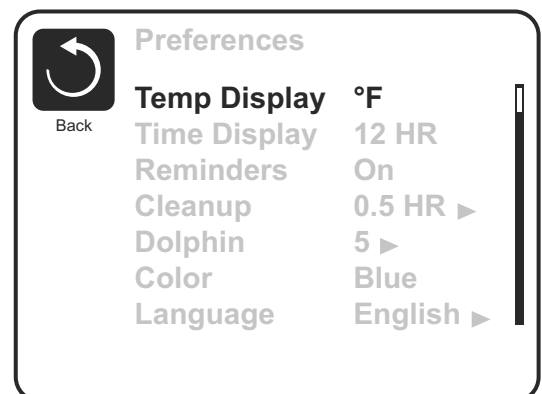 Preferences
Back
Temp Display °F
Time Display 12 HR
Reminders On
Cleanup 0.5 HR ▶
Dolphin 5 ▶
Color Blue
Language English ▶